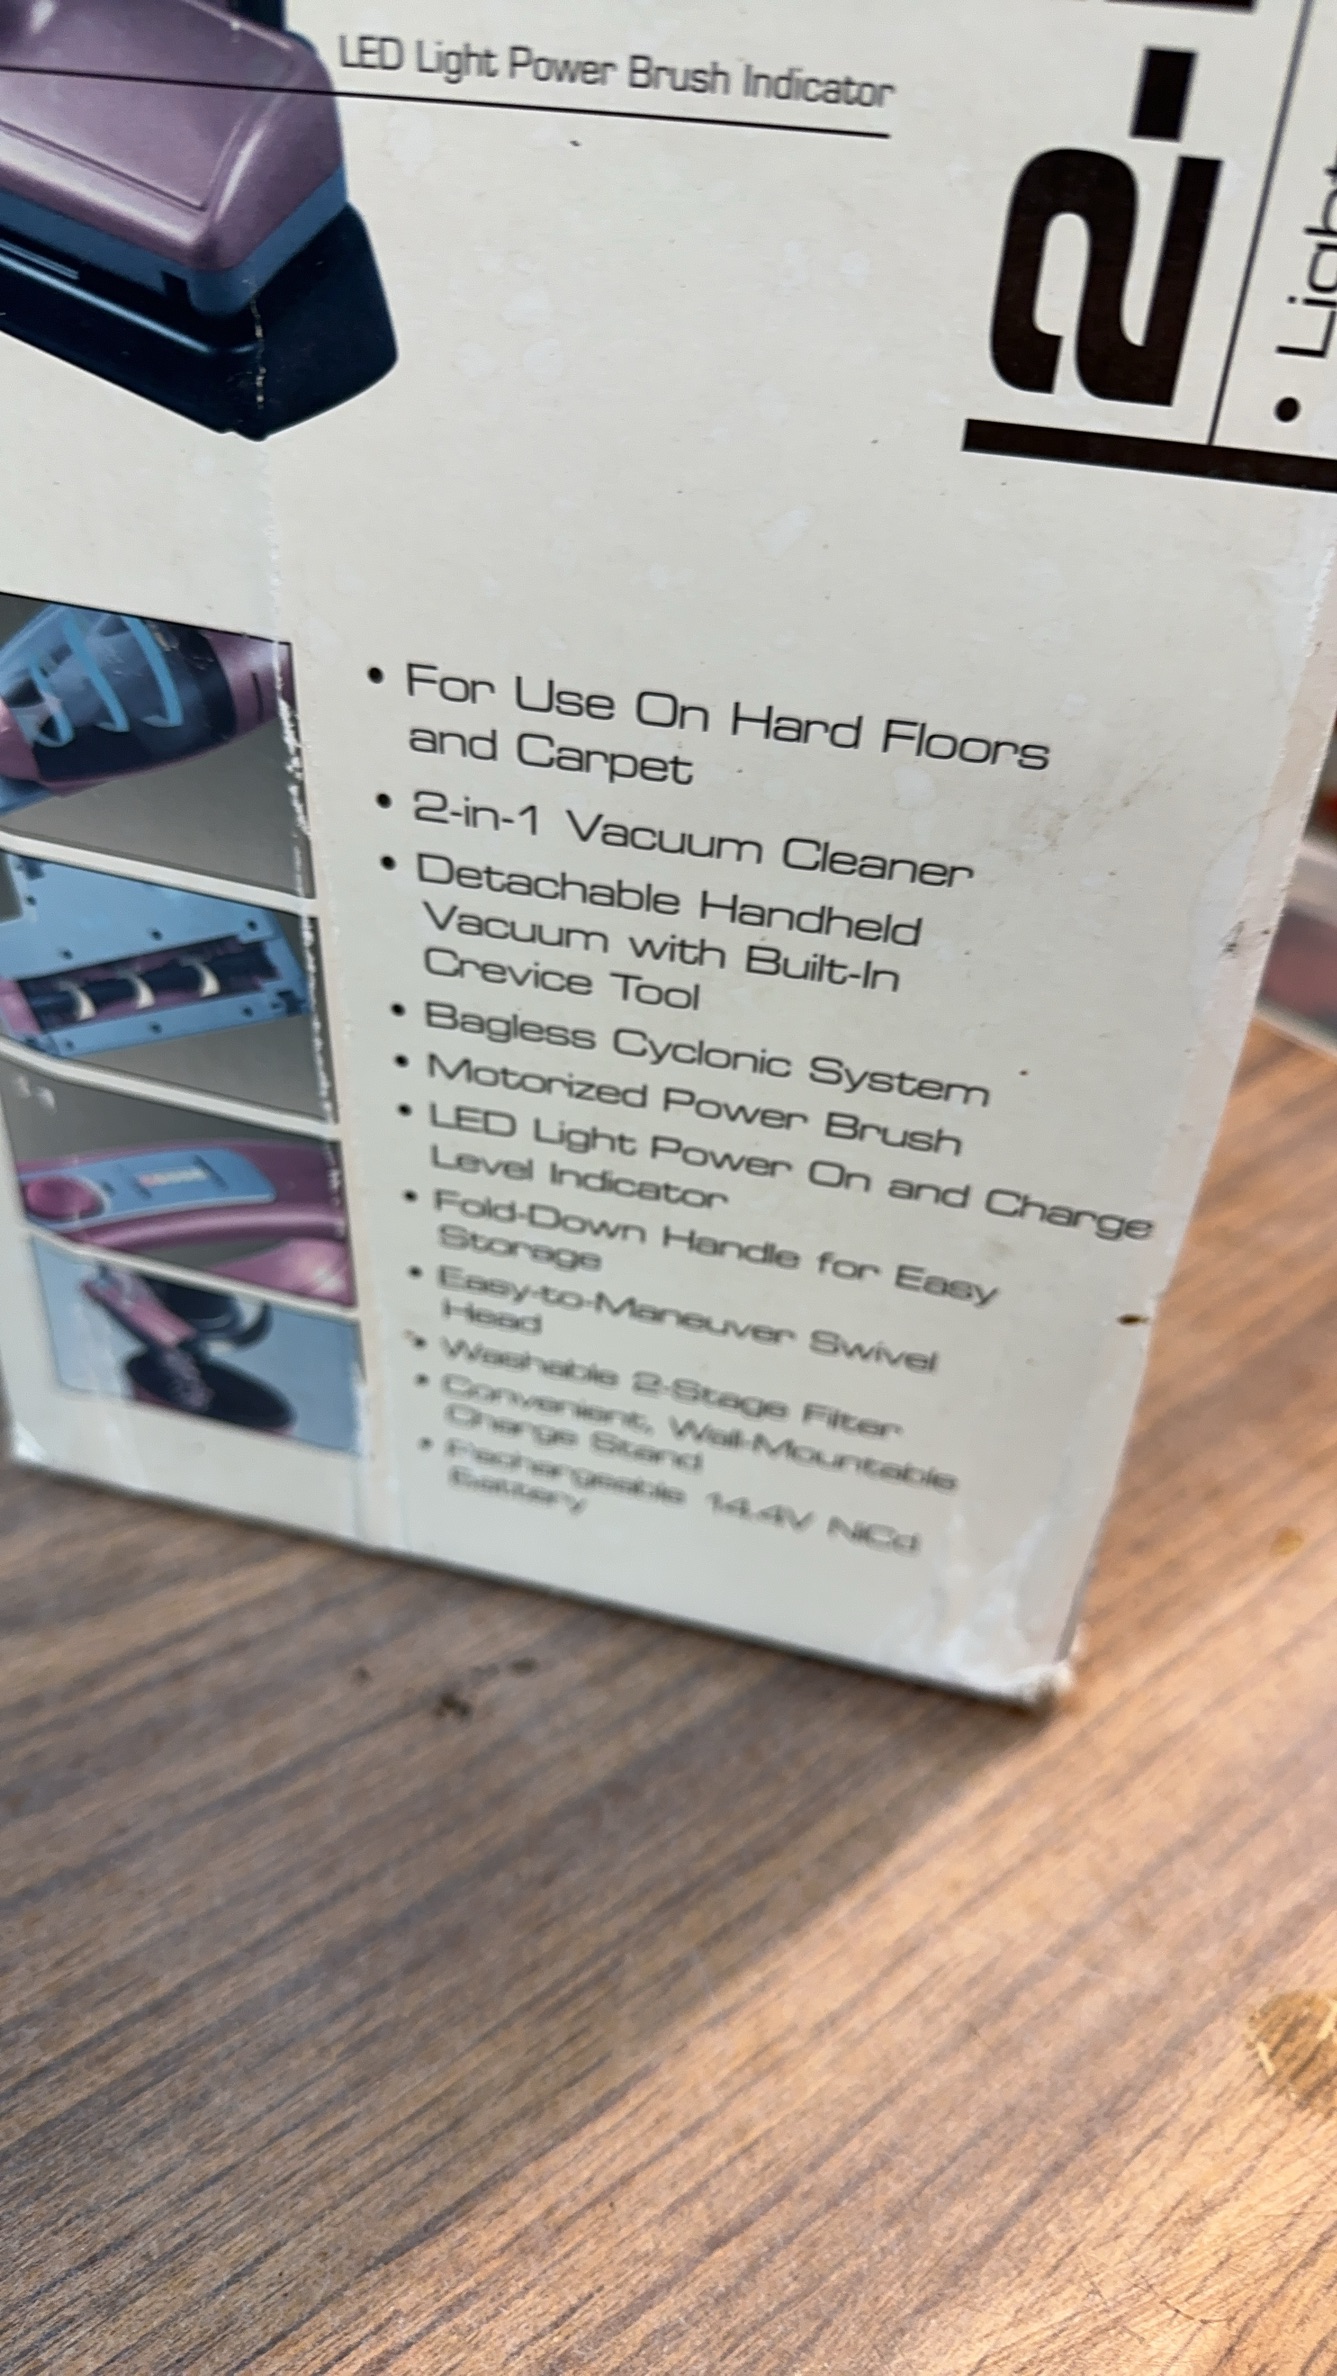 LED Light Power Brush Indicator
2-i
• Light
• For Use On Hard Floors
and Carpet
• 2-in-1 Vacuum Cleaner
• Detachable Handheld
Vacuum with Built-In
Crevice Tool
• Bagless Cyclonic System
• Motorized Power Brush
• LED Light Power On and Charge
Level Indicator
• Fold-Down Handle for Easy
Storage
• Easy-to-Maneuver Swivel
Head
• Washable 2-Stage Filter
• Convenient, Wall-Mountable
Charge Stand
• Rechargeable 14.4V NiCd
Battery